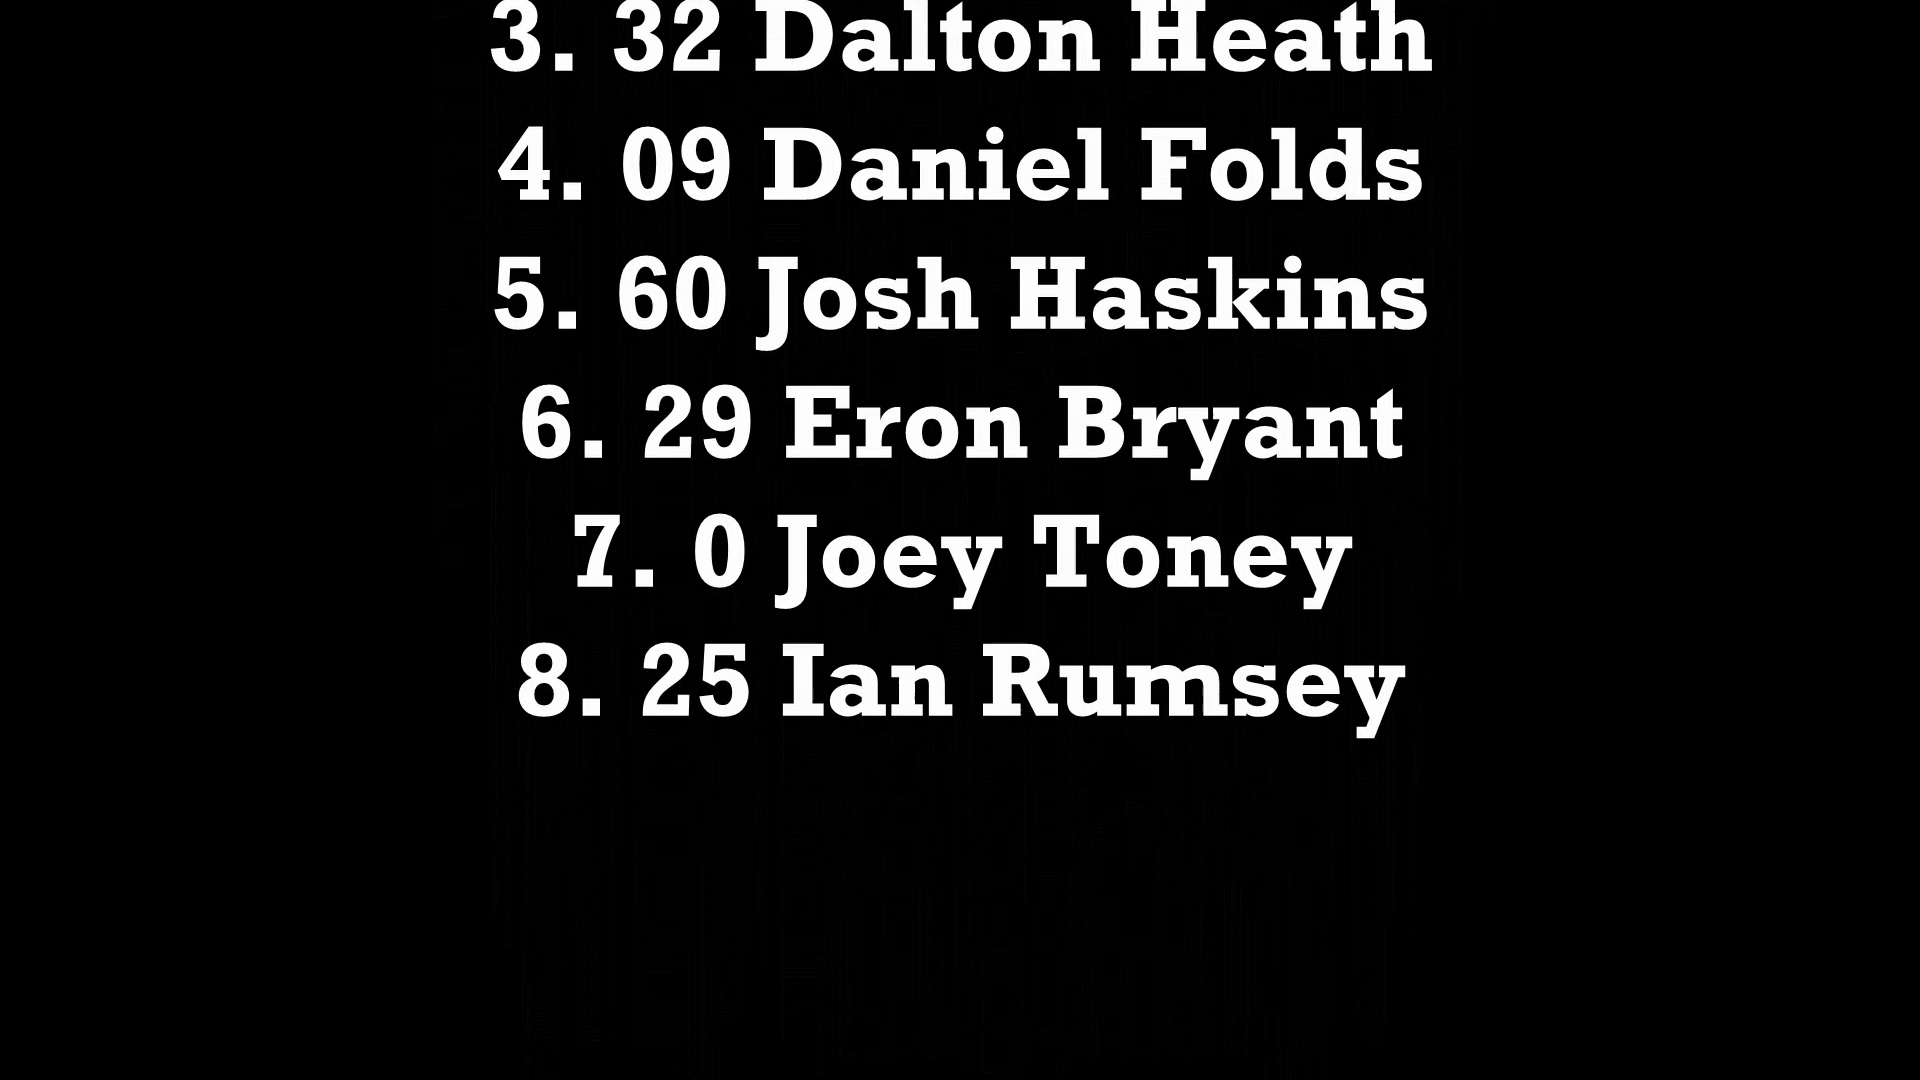 3. 32 Dalton Heath
4. 09 Daniel Folds
5. 60 Josh Haskins
6. 29 Eron Bryant
7. 0 Joey Toney
8. 25 Ian Rumsey